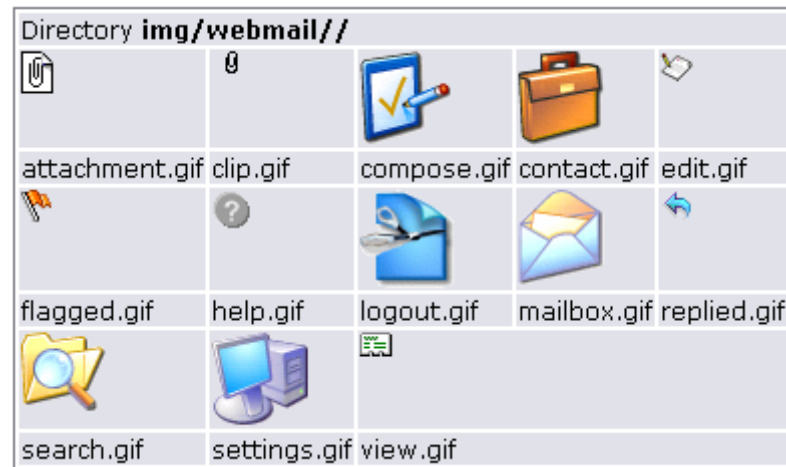 Directory img/webmail//
attachment.gif clip.gif compose.gif contact.gif edit.gif
?
flagged.gif help.gif logout.gif mailbox.gif replied.gif
search.gif settings.gif view.gif